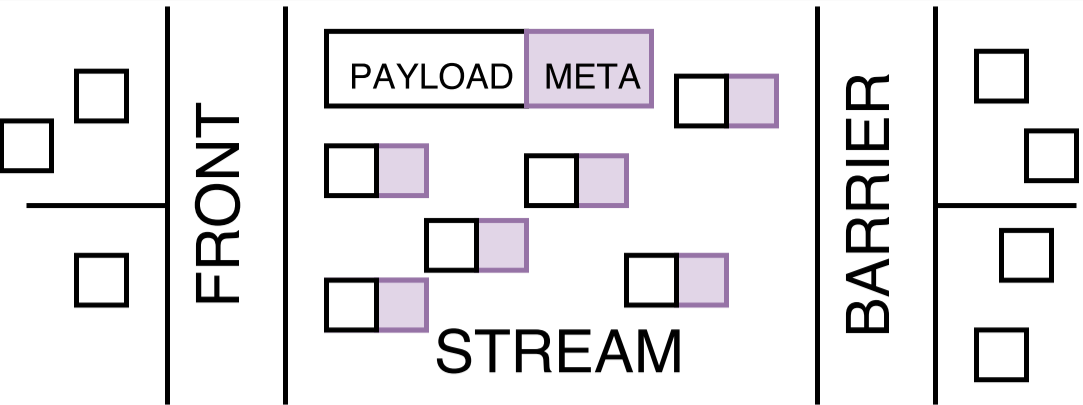 FRONT
PAYLOAD META
STREAM
BARRIER